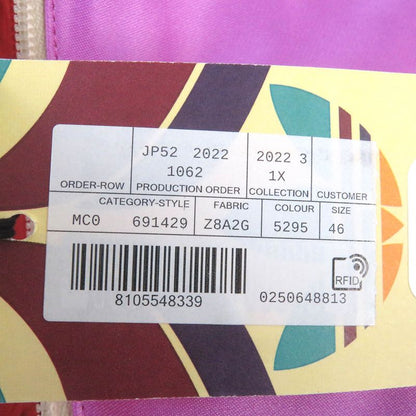 JP52 2022 2022 3
1062 1X
ORDER-ROW PRODUCTION ORDER COLLECTION CUSTOMER
CATEGORY-STYLE FABRIC COLOUR SIZE
MC0 691429 Z8A2G 5295 46
RFID
8105548339 0250648813